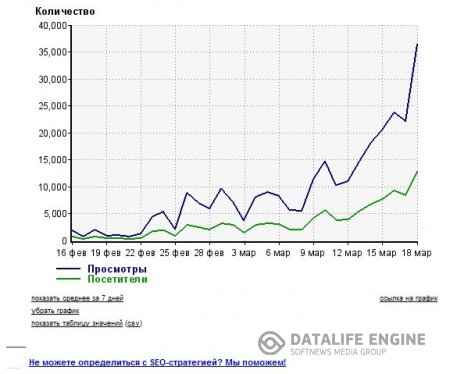 Количество
40,000
35,000
30,000
25,000
20,000
15,000
10,000
5,000
0
16 фев 19 фев 22 фев 25 фев 28 фев 3 мар 6 мар 9 мар 12 мар 15 мар 18 мар
Просмотры
Посетители
показать среднее за 7 дней
ссылка на график
убрать график
показать таблицу значений (csv)
DATALIFE ENGINE
SOFTNEWS MEDIA GROUP
Не можете определиться с SEO-стратегией? Мы поможем!